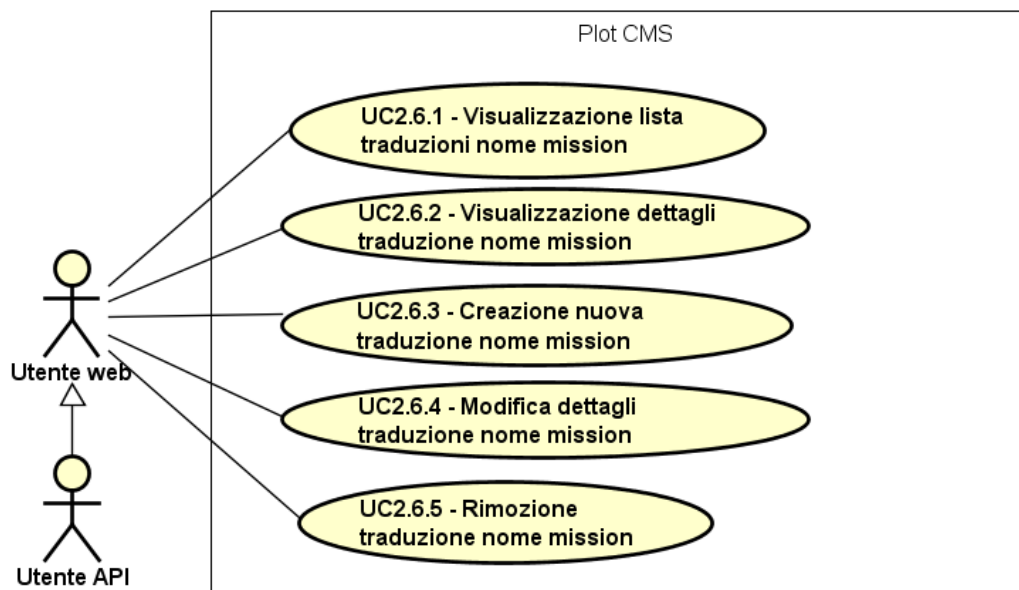 Plot CMS
UC2.6.1 - Visualizzazione lista
traduzioni nome mission
UC2.6.2 - Visualizzazione dettagli
traduzione nome mission
UC2.6.3 - Creazione nuova
traduzione nome mission
Utente web
UC2.6.4 - Modifica dettagli
traduzione nome mission
UC2.6.5 - Rimozione
traduzione nome mission
Utente API